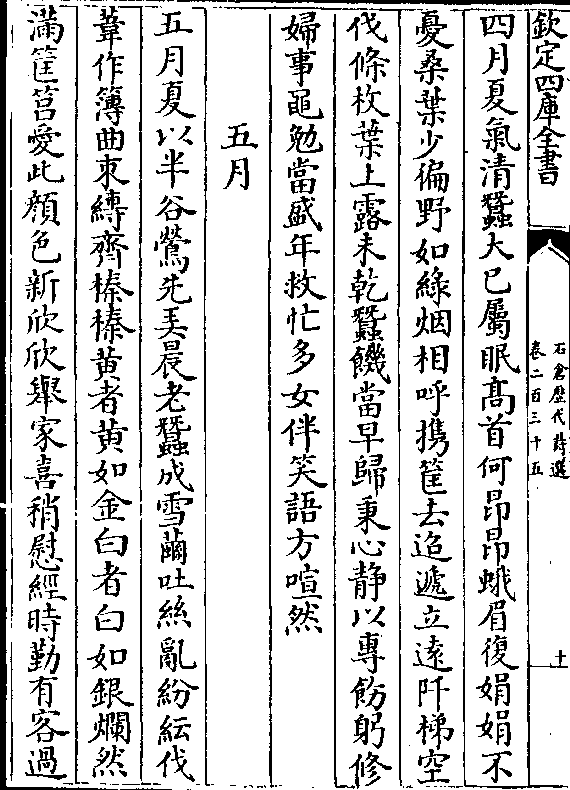 欽定四庫全書
石倉歷代詩選
卷二百三十五
十
四月夏氣清蠶大已屬眠髙首何昂昂蛾眉復娟娟不
憂桑葉少徧野如綠烟相呼携筐去迢遞立遠阡梯空
伐條枚葉上露未乾蠶饑當早歸秉心静以專飭躬修
婦事黽勉當盛年救忙多女伴笑語方喧然
五月
五月夏以半谷鶯先弄晨老蠶成雪繭吐絲亂紛紜伐
葦作簿曲束縳齊榛榛黄者黄如金白者白如銀爛然
滿筐筥愛此顔色新欣欣舉家喜稍慰經時勤有客過